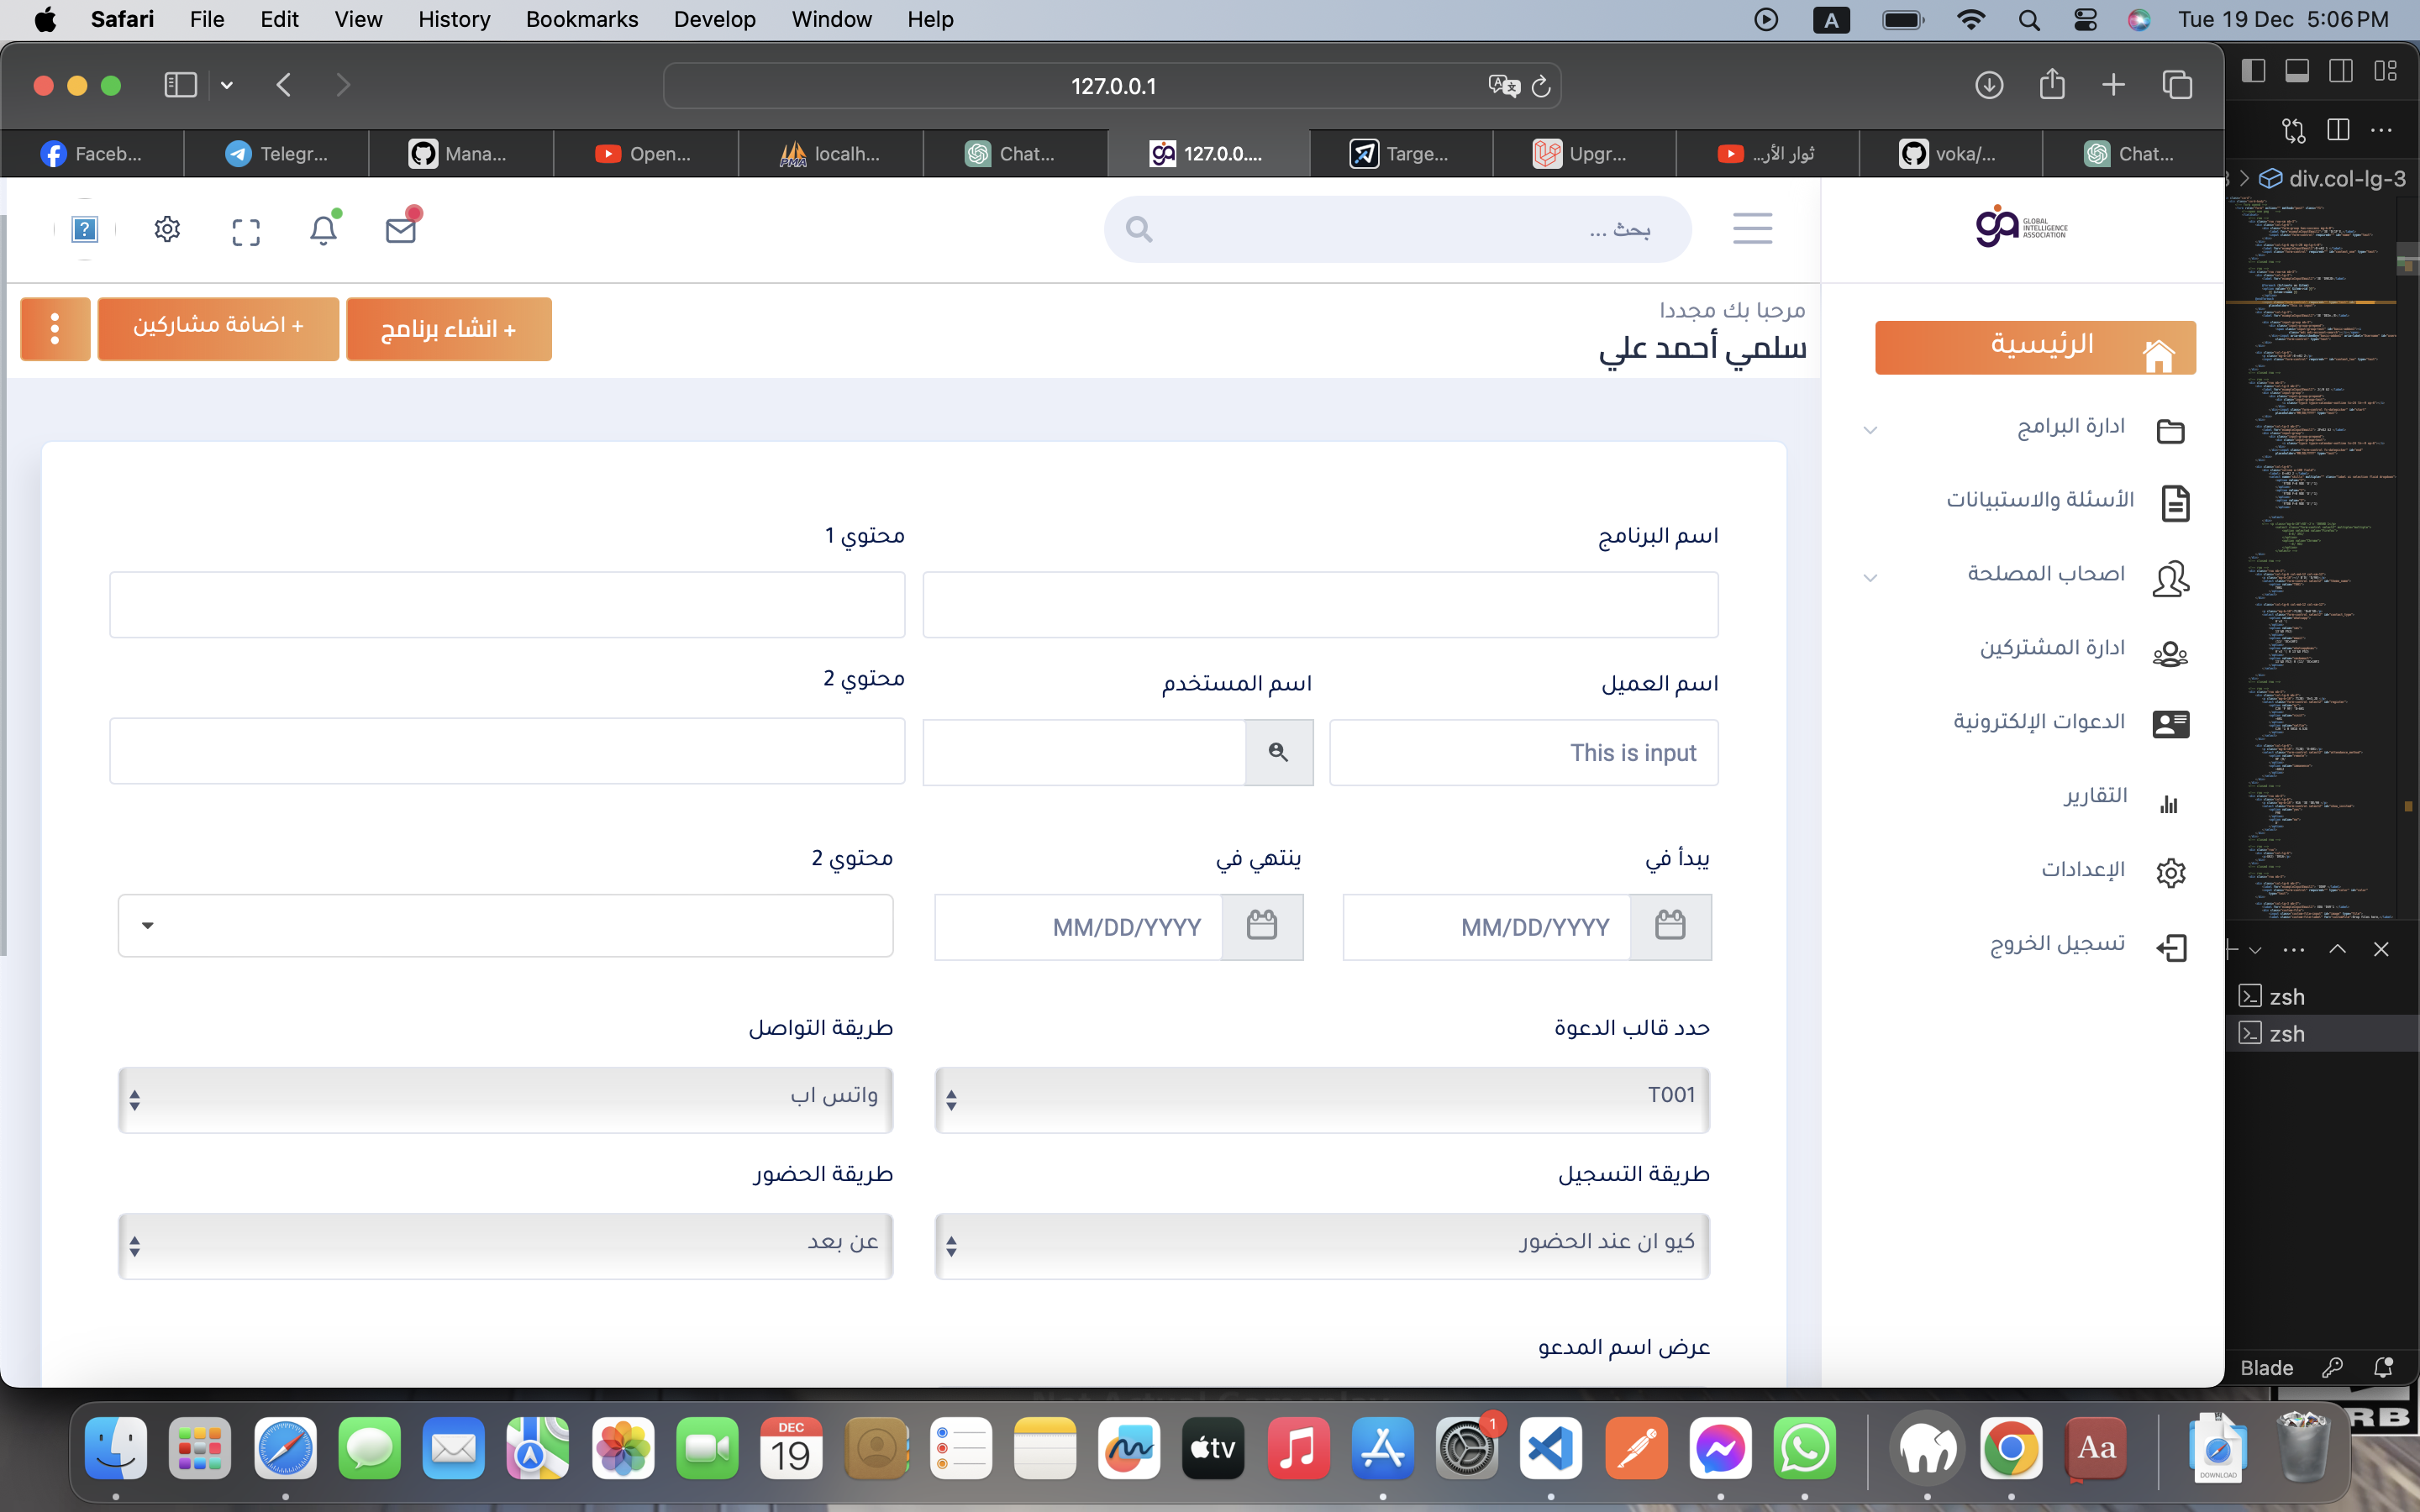 Safari File Edit View History Bookmarks Develop Window Help
A
Tue 19 Dec 5:06 PM
127.0.0.1
Faceb...
Telegr...
Mana...
Open...
localh...
Chat...
127.0.0....
Targe...
Upgr...
ثوار الأر...
voka/...
Chat...
div.col-lg-3
GLOBAL
INTELLIGENCE
ASSOCIATION
بحث ...
مرحبا بك مجددا
سلمي أحمد علي
+ انشاء برنامج
+ اضافة مشاركين
الرئيسية
ادارة البرامج
الأسئلة والاستبيانات
اصحاب المصلحة
ادارة المشتركين
الدعوات الإلكترونية
التقارير
الإعدادات
تسجيل الخروج
اسم البرنامج
محتوي 1
اسم العميل
اسم المستخدم
محتوي 2
This is input
يبدأ في
ينتهي في
محتوي 2
MM/DD/YYYY
MM/DD/YYYY
حدد قالب الدعوة
طريقة التواصل
T001
واتس اب
طريقة التسجيل
طريقة الحضور
كيو ان عند الحضور
عن بعد
عرض اسم المدعو
zsh
zsh
Blade
DEC
19
tv
1
Aa
DOWNLOAD
RB